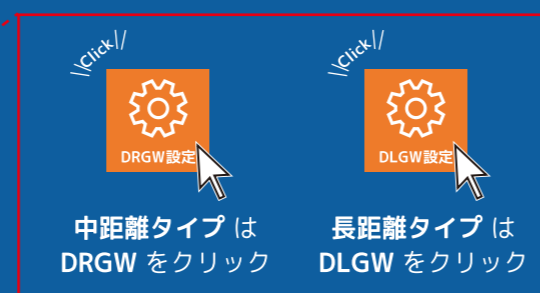 \\Click//
\\Click//
DRGW設定
DLGW設定
中距離タイプ は
DRGW をクリック
長距離タイプ は
DLGW をクリック